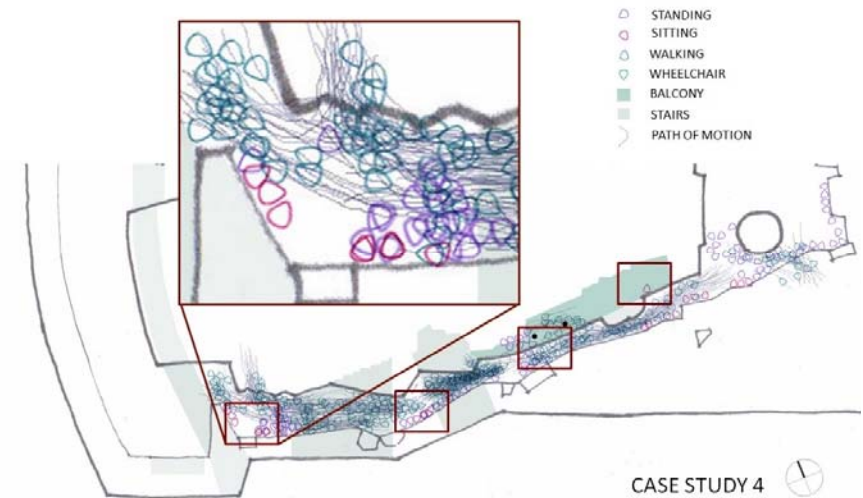 STANDING
SITTING
WALKING
WHEELCHAIR
BALCONY
STAIRS
PATH OF MOTION
CASE STUDY 4